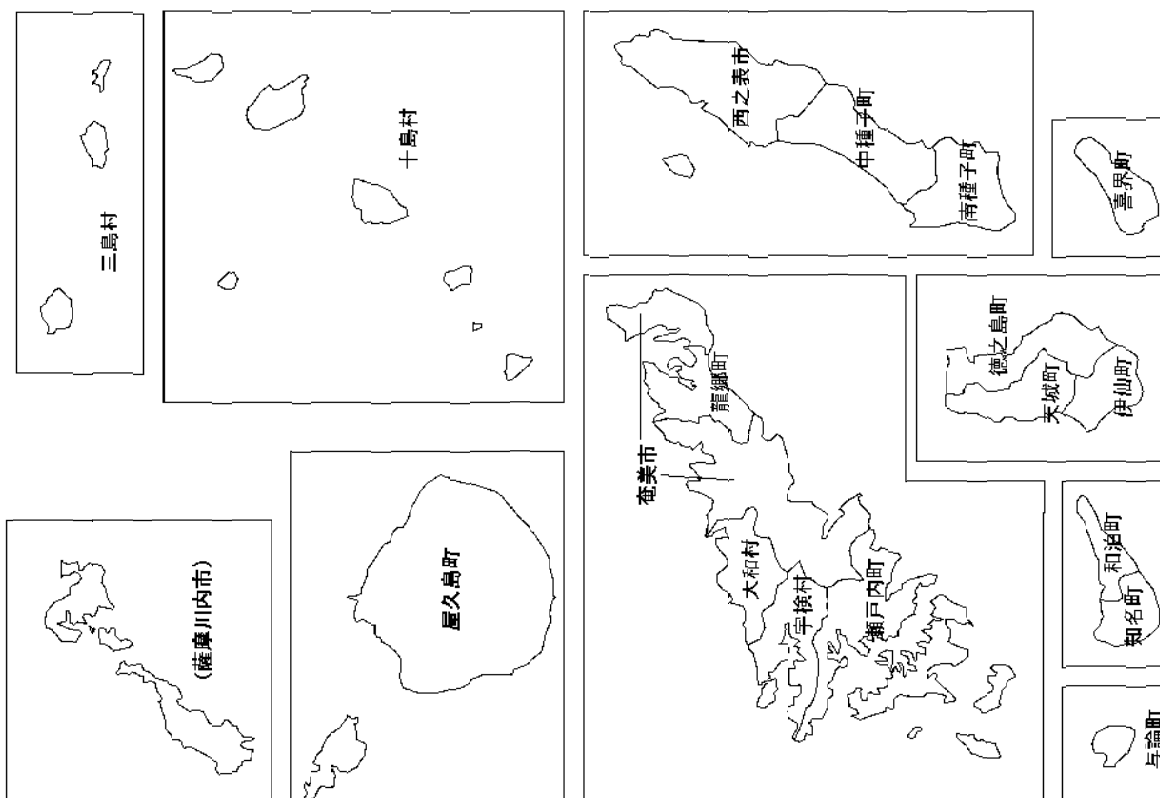 三島村
十島村
(薩摩川内市)
屋久島町
西之表市
中種子町
南種子町
喜界町
奄美市
龍郷町
大和村
宇検村
瀬戸内町
徳之島町
天城町
伊仙町
和泊町
知名町
与論町